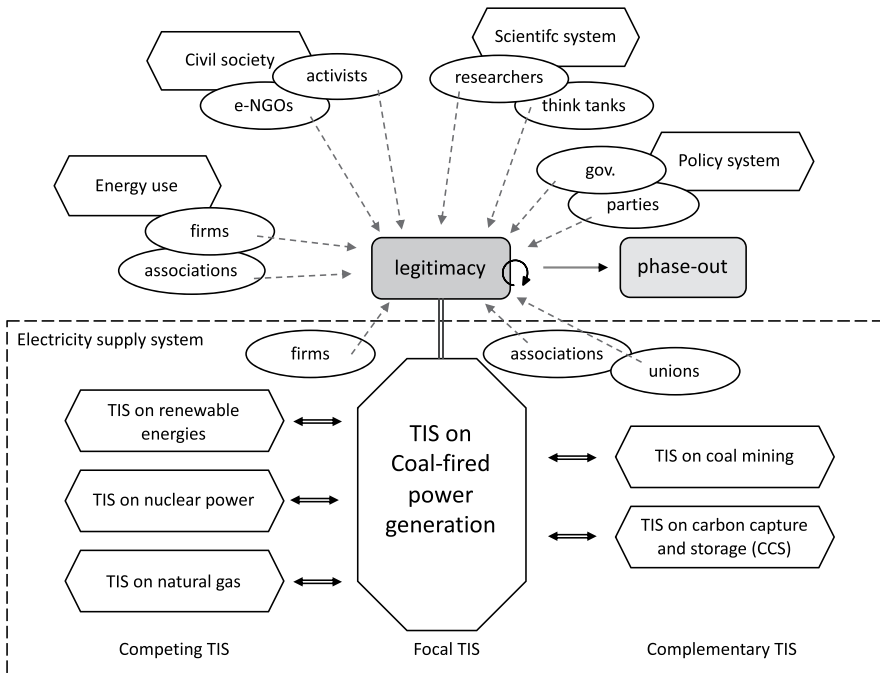 Scientifc system
Civil society
activists
researchers
e-NGOs
think tanks
gov.
Policy system
Energy use
parties
firms
associations
legitimacy
phase-out
Electricity supply system
firms
associations
unions
TIS on renewable
energies
TIS on
Coal-fired
power
generation
TIS on coal mining
TIS on nuclear power
TIS on carbon capture
and storage (CCS)
TIS on natural gas
Competing TIS
Focal TIS
Complementary TIS